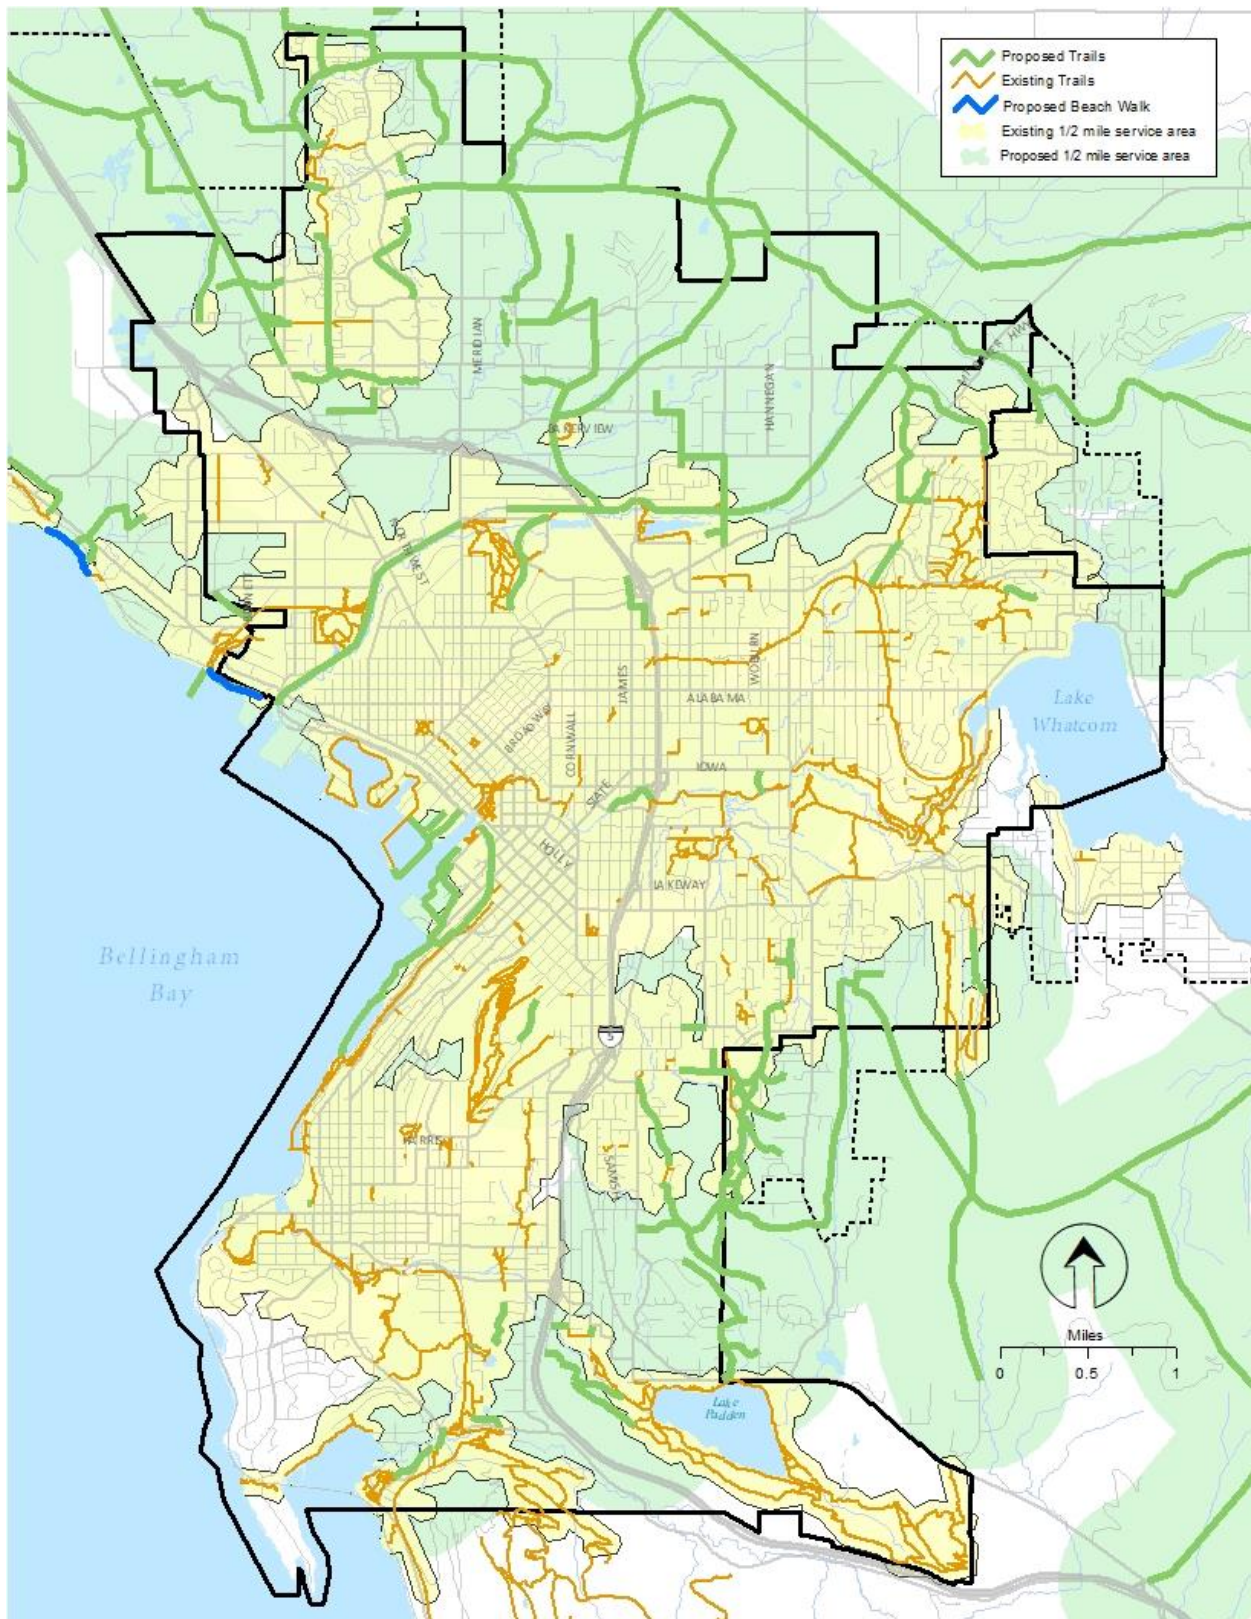 Proposed Trails
Existing Trails
Proposed Beach Walk
Existing 1/2 mile service area
Proposed 1/2 mile service area
MERIDIAN
HANNEGAN
HWY
BAKERVIEW
NORTHWEST
WOBURN
JAMES
ALABAMA
Lake
Whatcom
BROADWAY
CORNWALL
IOWA
STATE
HOLLY
LAKEWAY
Bellingham
Bay
5
HARRIS
SAMISH
Miles
0 0.5 1
Lake
Padden